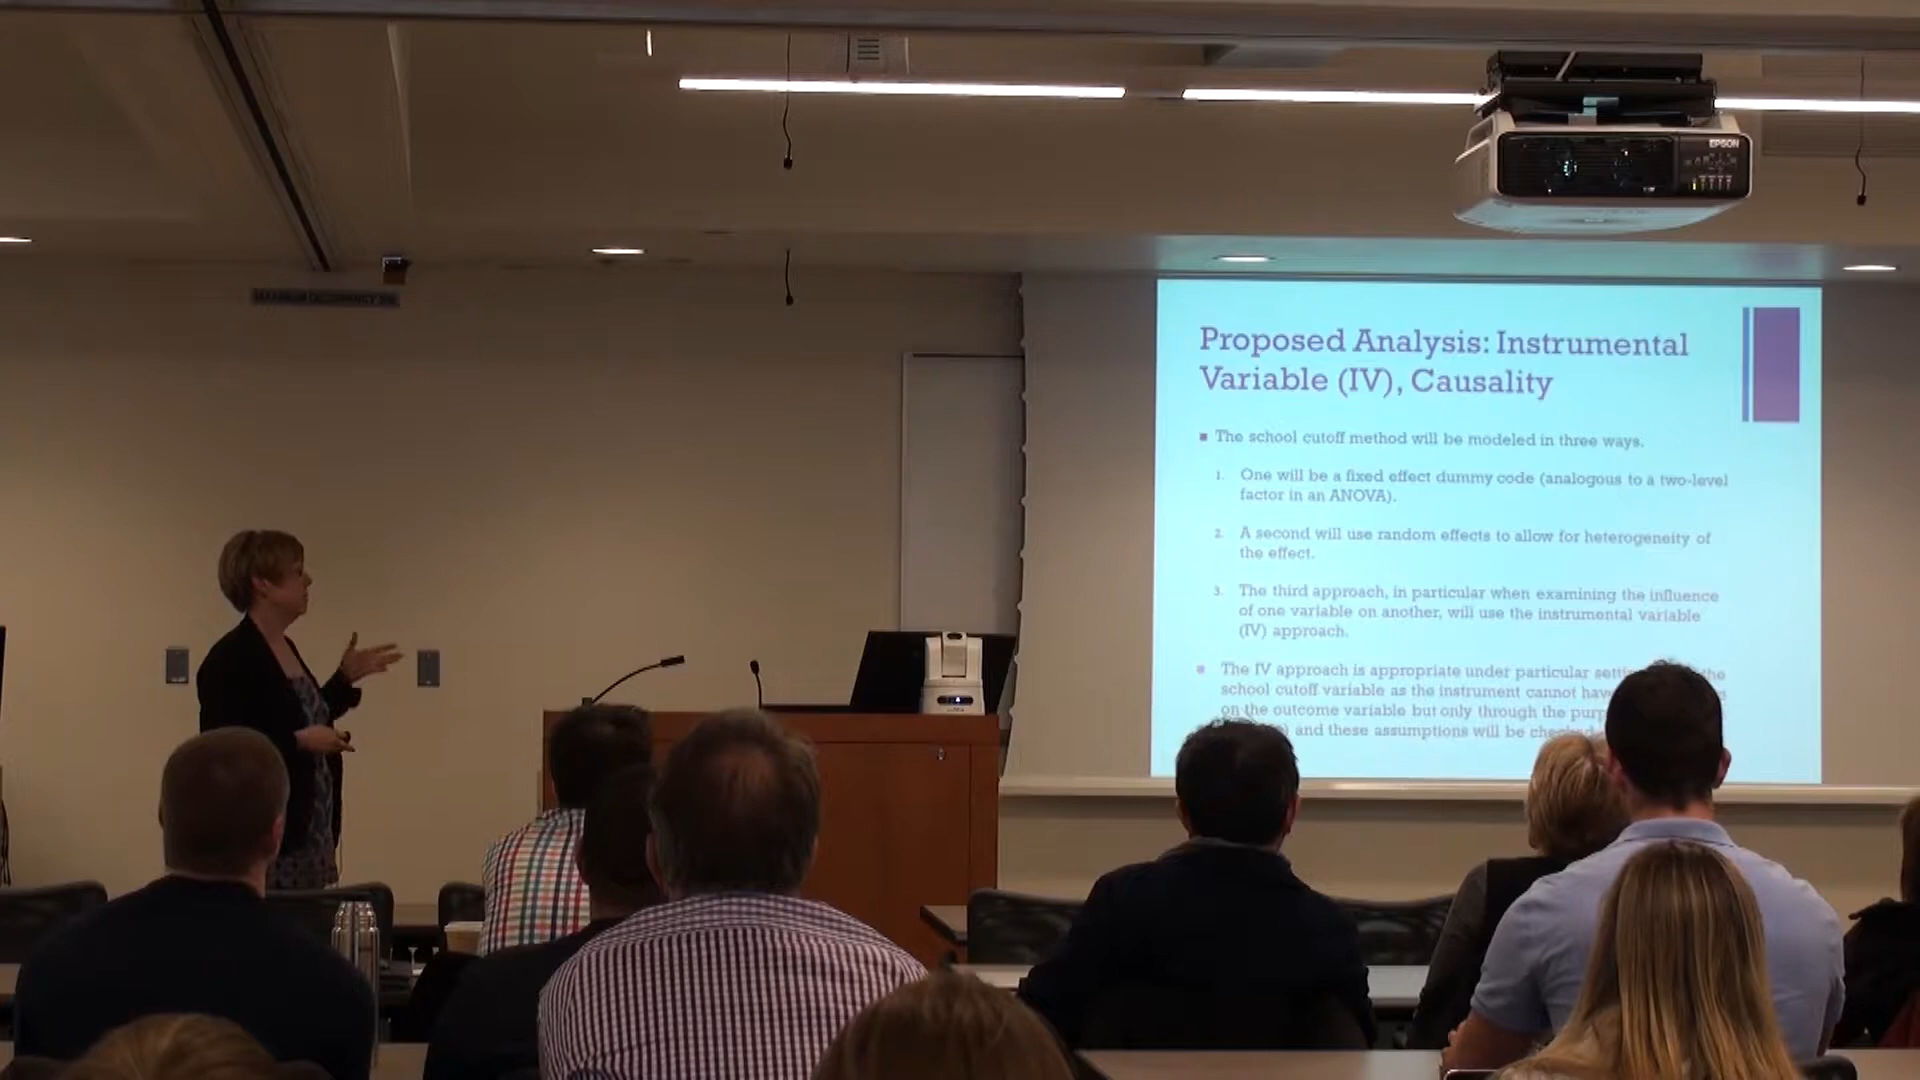 MAXIMUM OCCUPANCY
EPSON
Proposed Analysis: Instrumental
Variable (IV), Causality
The school cutoff method will be modeled in three ways.
1. One will be a fixed effect dummy code (analogous to a two-level
factor in an ANOVA).
2. A second will use random effects to allow for heterogeneity of
the effect.
3. The third approach, in particular when examining the influence
of one variable on another, will use the instrumental variable
(IV) approach.
The IV approach is appropriate under particular the
school cutoff variable as the instrument cannot have
on the outcome variable but only through the
and these assumptions will be